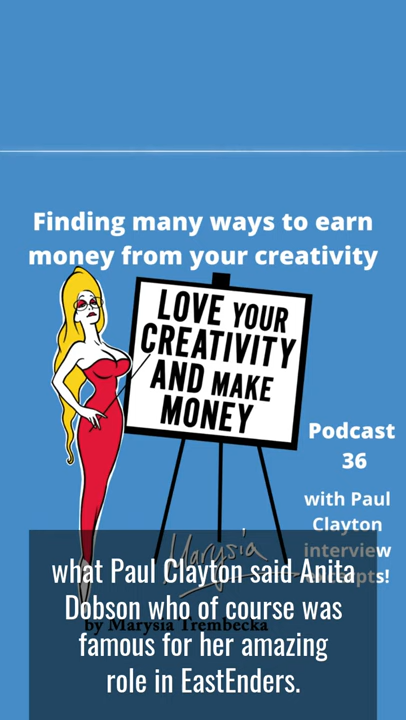 Finding many ways to earn
money from your creativity
LOVE YOUR
CREATIVITY
AND MAKE
MONEY
Podcast
36
with Paul
Clayton
interview
excerpts!
Marysia
by Marysia Trembecka
what Paul Clayton said Anita
Dobson who of course was
famous for her amazing
role in EastEnders.